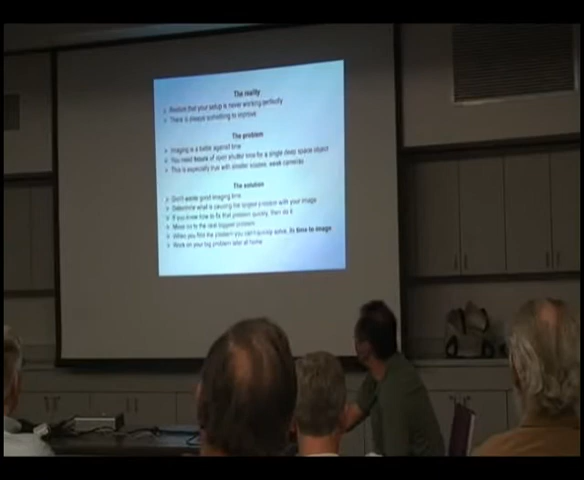 The reality
Realize that your setup is never working perfectly
There is always something to improve
The problem
Imaging is a battle against time
You need hours of open shutter time for a single deep space object
This is especially true with smaller scopes, weak cameras
The solution
Don't waste good imaging time
Determine what is causing the largest problem with your image
If you know how to fix that problem quickly, then do it
Move on to the next biggest problem
When you find the problem you can't quickly solve, its time to image
Work on your big problem later at home